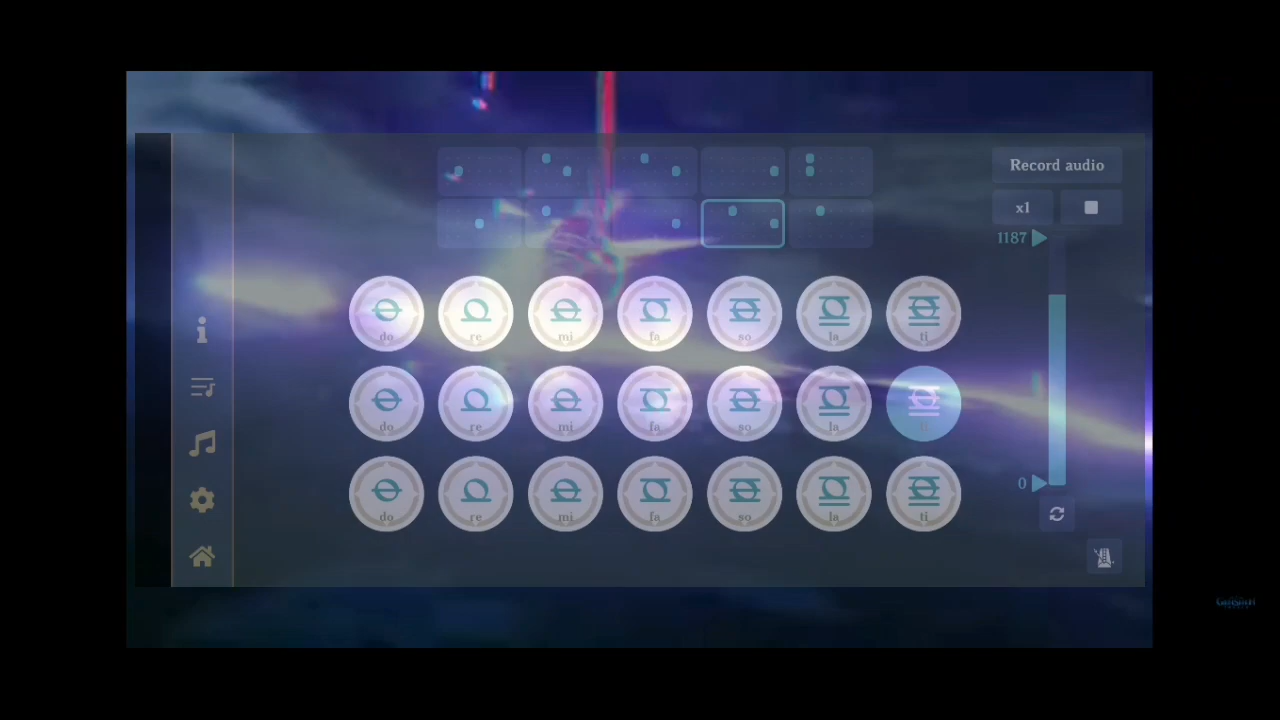 Record audio
x1
1187
0
do re mi fa so la ti
do re mi fa so la ti
do re mi fa so la ti